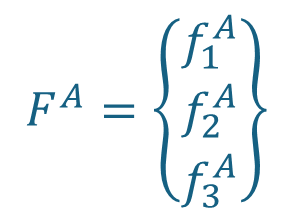 F^A = {f_1^A
f_2^A
f_3^A}